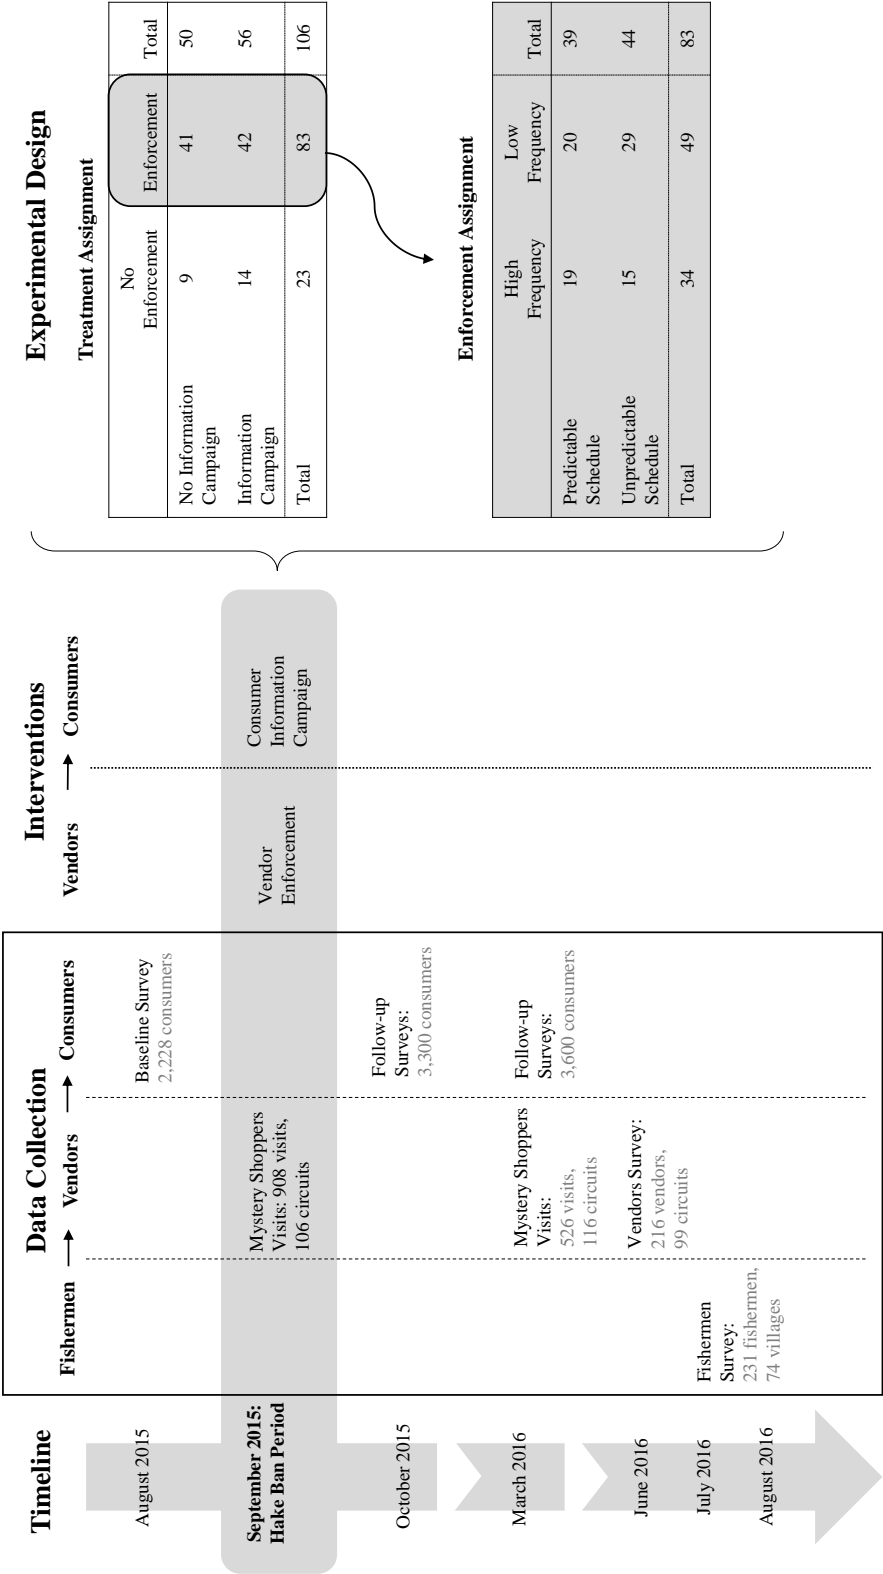 Timeline
August 2015
September 2015:
Hake Ban Period
October 2015
March 2016
June 2016
July 2016
August 2016
Data Collection
Fishermen
Vendors
Consumers
Baseline Survey
2,228 consumers
Mystery Shoppers
Visits: 908 visits,
106 circuits
Follow-up
Surveys:
3,300 consumers
Mystery Shoppers
Visits:
526 visits,
116 circuits
Follow-up
Surveys:
3,600 consumers
Vendors Survey:
216 vendors,
99 circuits
Fishermen
Survey:
231 fishermen,
74 villages
Interventions
Vendors
Consumers
Vendor
Enforcement
Consumer
Information
Campaign
Experimental Design
Treatment Assignment
No
Enforcement
Enforcement
Total
No Information
Campaign
9
41
50
Information
Campaign
14
42
56
Total
23
83
106
Enforcement Assignment
High
Frequency
Low
Frequency
Total
Predictable
Schedule
19
20
39
Unpredictable
Schedule
15
29
44
Total
34
49
83